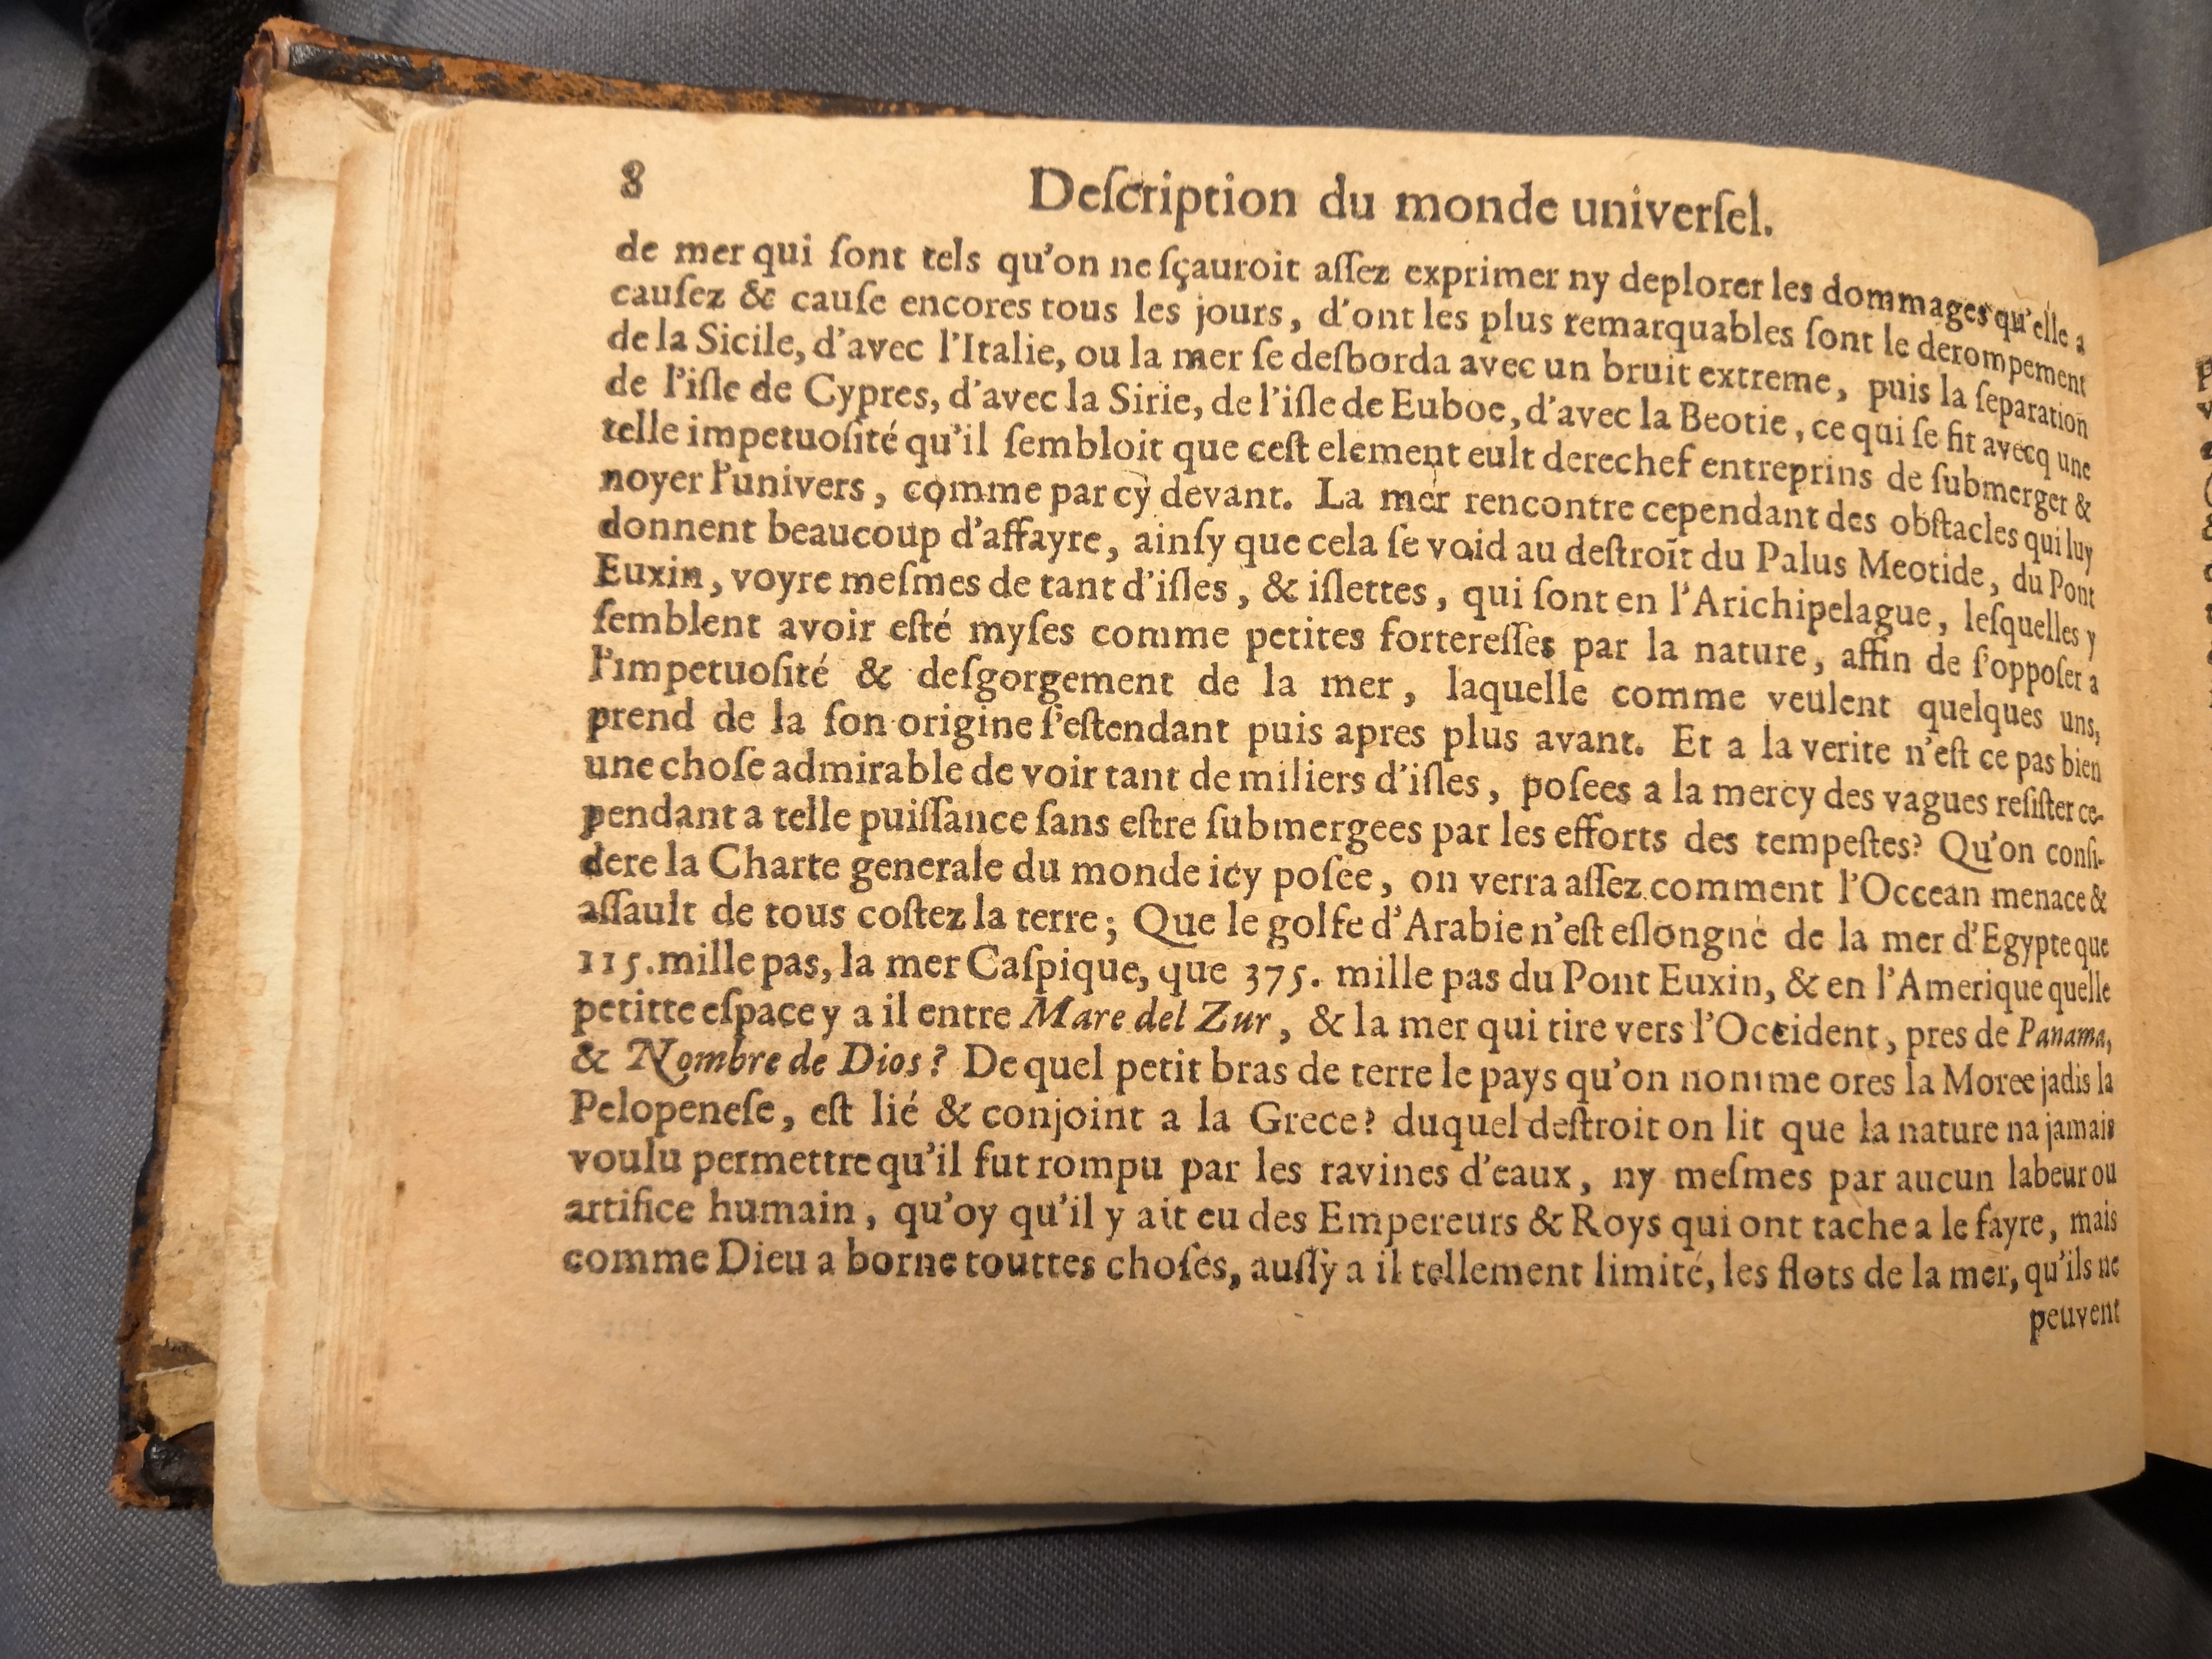 8 Deſcription du monde univerſel.
de mer qui ſont tels qu'on ne ſçauroit aſſez exprimer ny deplorer les dommages qu'elle a
cauſez & cauſe encores tous les jours, d'ont les plus remarquables ſont le derompement
de la Sicile, d'avec l'Italie, ou la mer ſe deſborda avec un bruit extreme, puis la ſeparation
de l'iſle de Cypres, d'avec la Sirie, de l'iſle de Euboe, d'avec la Beotie, ce qui ſe fit avecq une
telle impetuoſité qu'il ſembloit que ceſt element eult derechef entreprins de ſubmerger &
noyer l'univers, comme par cy devant. La mer rencontre cependant des obſtacles qui luy
donnent beaucoup d'affayre, ainſy que cela ſe void au deſtroit du Palus Meotide, du Pont
Euxin, voyre meſmes de tant d'iſles, & iſlettes, qui ſont en l'Arichipelague, leſquelles y
ſemblent avoir eſté myſes comme petites fortereſſes par la nature, affin de ſ'oppoſer a
l'impetuoſité & deſgorgement de la mer, laquelle comme veulent quelques uns,
prend de la ſon origine ſ'eſtendant puis apres plus avant. Et a la verite n'eſt ce pas bien
une choſe admirable de voir tant de miliers d'iſles, poſees a la mercy des vagues reſiſter ce-
pendant a telle puiſſance ſans eſtre ſubmergees par les efforts des tempeſtes? Qu'on conſi-
dere la Charte generale du monde icy poſée, on verra aſſez comment l'Occean menace &
aſſault de tous coſtez la terre; Que le golfe d'Arabie n'eſt eſlongné de la mer d'Egypte que
115. mille pas, la mer Caſpique, que 375. mille pas du Pont Euxin, & en l'Amerique quelle
petitte eſpace y a il entre Mare del Zur, & la mer qui tire vers l'Occident, pres de Panama,
& Nombre de Dios? De quel petit bras de terre le pays qu'on nomme ores la Moree jadis la
Pelopeneſe, eſt lié & conjoint a la Grece? duquel deſtroit on lit que la nature na jamais
voulu permettre qu'il fut rompu par les ravines d'eaux, ny meſmes par aucun labeur ou
artifice humain, qu'oy qu'il y ait eu des Empereurs & Roys qui ont tache a le fayre, mais
comme Dieu a borne touttes choſes, auſſy a il tellement limité, les flots de la mer, qu'ils ne
peuvent